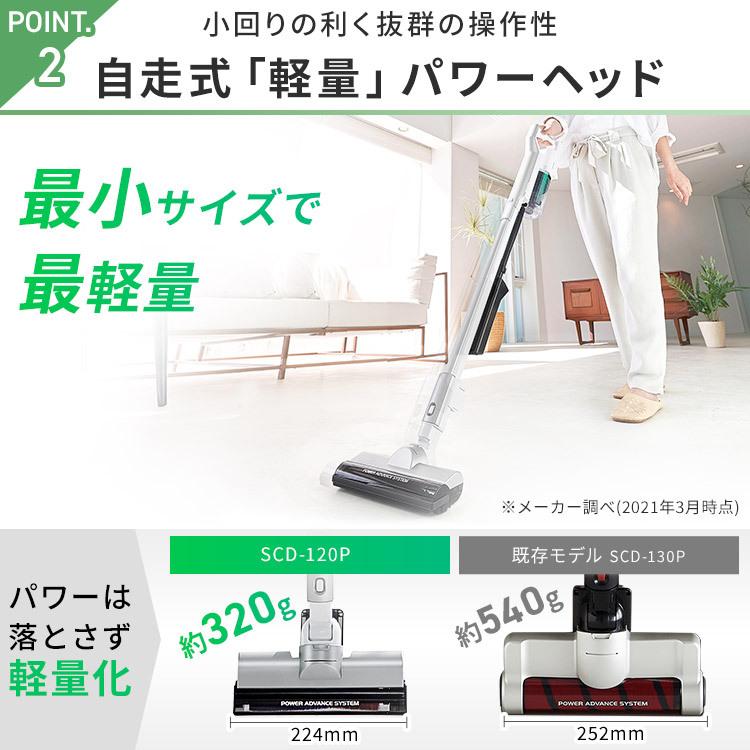 POINT.
2
小回りの利く抜群の操作性
自走式「軽量」パワーヘッド
最小サイズで
最軽量
POWER ADVANCE SYSTEM
※メーカー調べ(2021年3月時点)
パワーは
落とさず
軽量化
SCD-120P
約320g
POWER ADVANCE SYSTEM
224mm
既存モデル SCD-130P
約540g
POWER ADVANCE SYSTEM
252mm